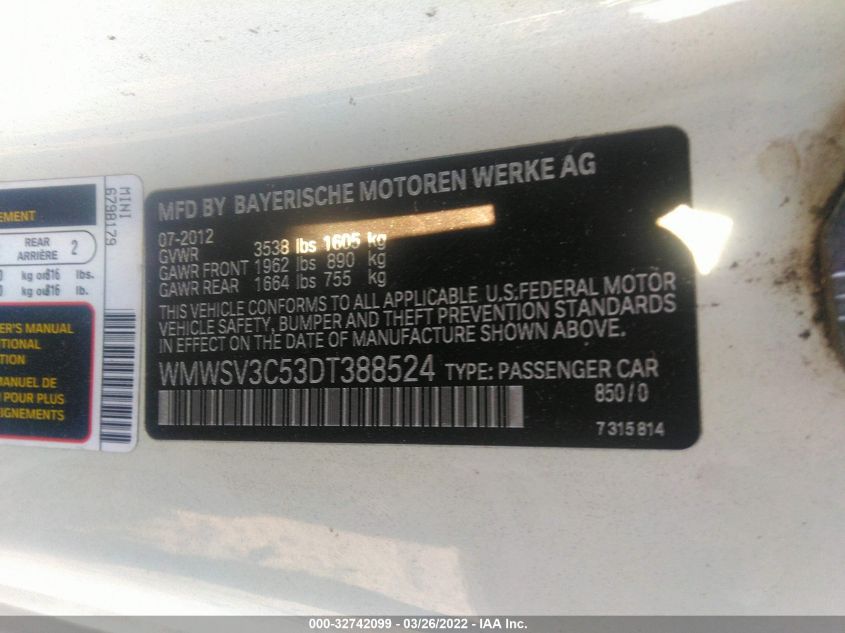 MINI
6798179
EMENT
REAR
ARRIÈRE 2
kg or 816 lbs.
kg ou 816 lb.
ER'S MANUAL
ITIONAL
TION
MANUEL DE
POUR PLUS
IGNEMENTS
MFD BY BAYERISCHE MOTOREN WERKE AG
07-2012
GVWR 3538 lbs 1605 kg
GAWR FRONT 1962 lbs 890 kg
GAWR REAR 1664 lbs 755 kg
THIS VEHICLE CONFORMS TO ALL APPLICABLE U.S.FEDERAL MOTOR
VEHICLE SAFETY, BUMPER AND THEFT PREVENTION STANDARDS
IN EFFECT ON THE DATE OF MANUFACTURE SHOWN ABOVE.
WMWSV3C53DT388524 TYPE: PASSENGER CAR
850/0
7315814
000-32742099 - 03/26/2022 - IAA Inc.